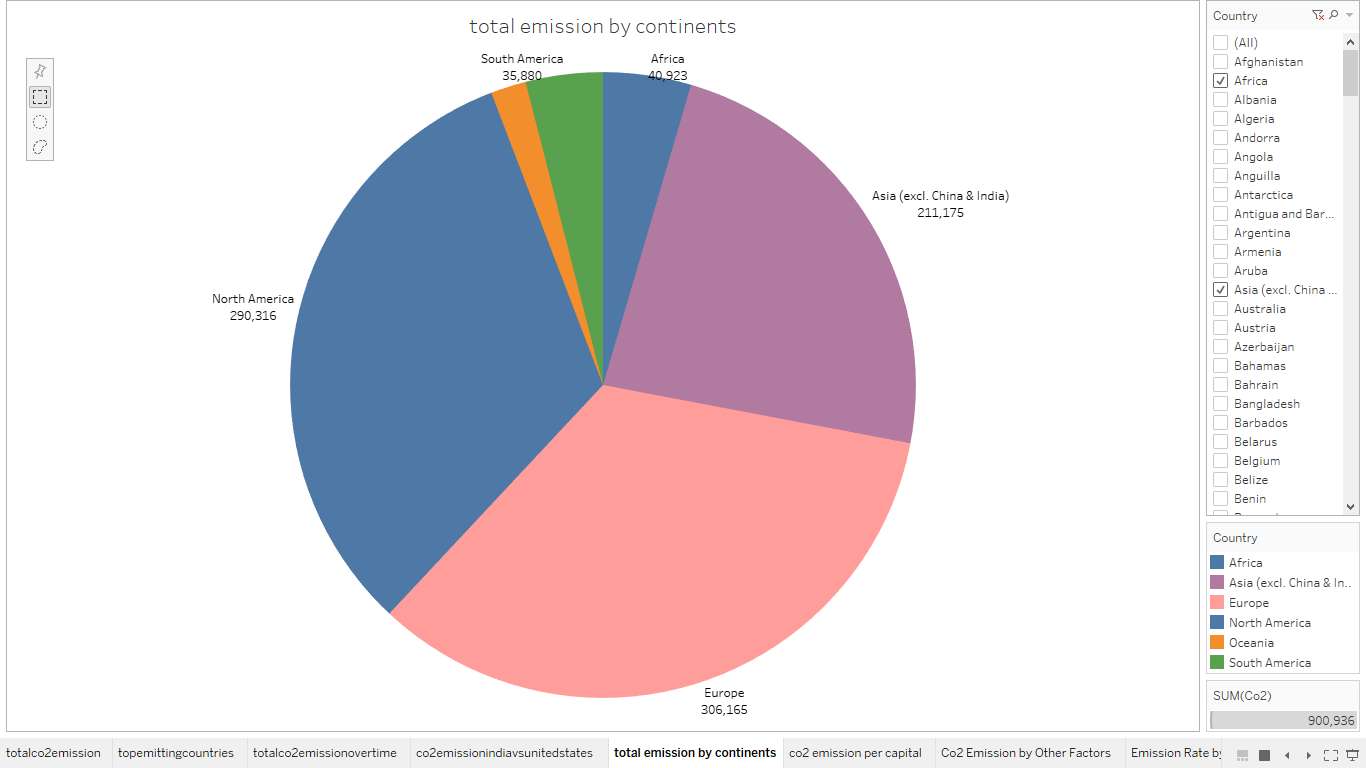 total emission by continents
South America
35,880
Africa
40,923
Asia (excl. China & India)
211,175
North America
290,316
Europe
306,165
Country
(All)
Afghanistan
Africa
Albania
Algeria
Andorra
Angola
Anguilla
Antarctica
Antigua and Bar...
Argentina
Armenia
Aruba
Asia (excl. China ...
Australia
Austria
Azerbaijan
Bahamas
Bahrain
Bangladesh
Barbados
Belarus
Belgium
Belize
Benin
Country
Africa
Asia (excl. China & In..
Europe
North America
Oceania
South America
SUM(Co2)
900,936
totalco2emission topemittingcountries totalco2emissionovertime co2emissionindiavsunitedstates total emission by continents co2 emission per capital Co2 Emission by Other Factors Emission Rate by